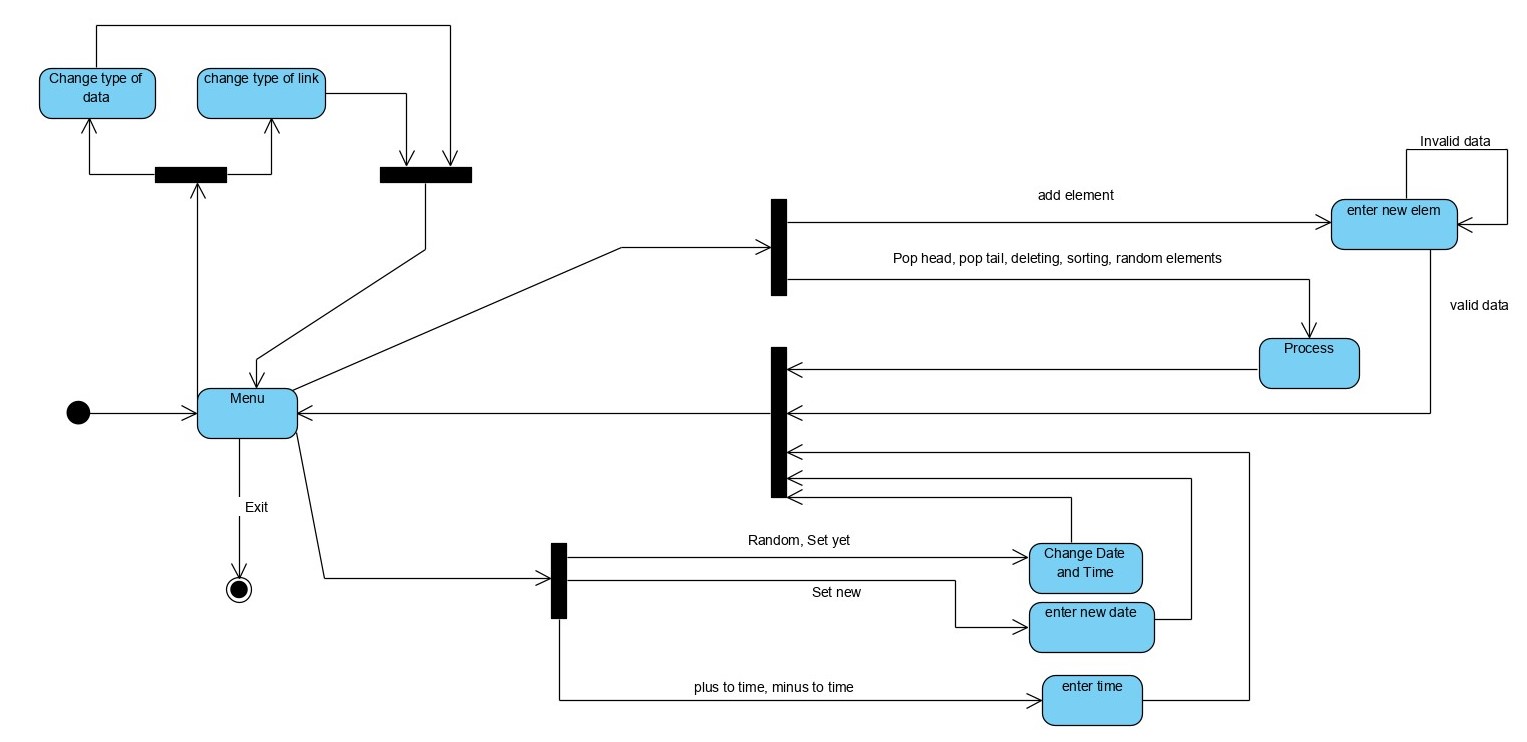 Change type of
data
change type of link
Invalid data
add element
enter new elem
Pop head, pop tail, deleting, sorting, random elements
valid data
Process
Menu
Exit
Random, Set yet
Change Date
and Time
Set new
enter new date
plus to time, minus to time
enter time